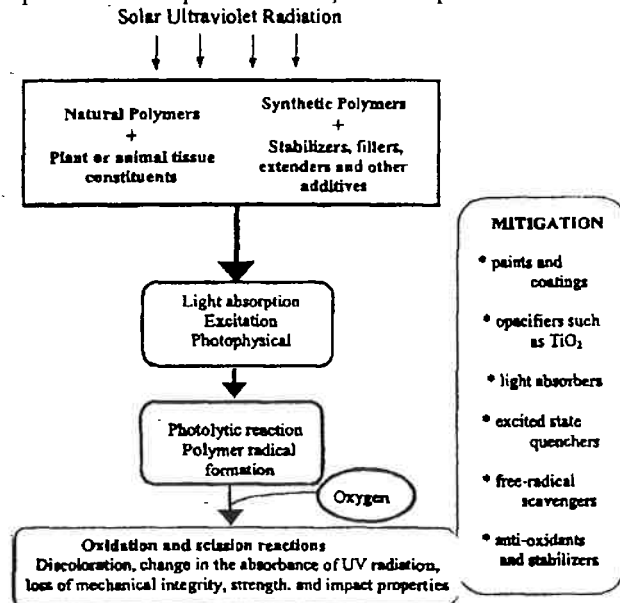 Solar Ultraviolet Radiation
Natural Polymers
+
Plant or animal tissue
constituents
Synthetic Polymers
+
Stabilizers, fillers,
extenders and other
additives
Light absorption
Excitation
Photophysical
Photolytic reaction
Polymer radical
formation
Oxygen
Oxidation and scission reactions
Discoloration, change in the absorbance of UV radiation,
loss of mechanical integrity, strength. and impact properties
MITIGATION
* paints and
coatings
* opacifiers such
as TiO₂
* light absorbers
* excited state
quenchers
* free-radical
scavengers
* anti-oxidants
and stabilizers